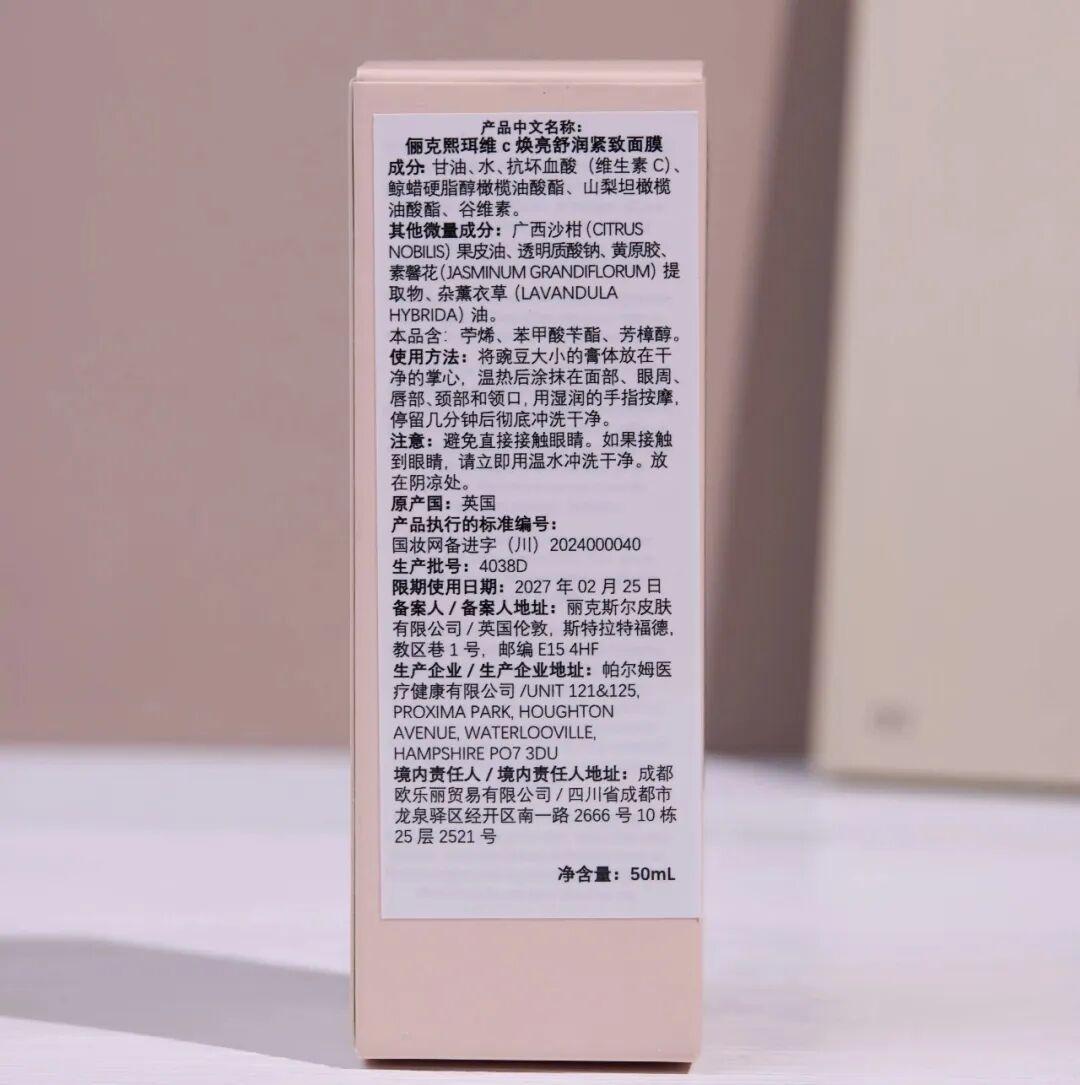 产品中文名称：
俪克熙珥维 c 焕亮舒润紧致面膜
成分: 甘油、水、抗坏血酸（维生素 C）、
鲸蜡硬脂醇橄榄油酸酯、山梨坦橄榄
油酸酯、谷维素。
其他微量成分：广西沙柑（CITRUS
NOBILIS）果皮油、透明质酸钠、黄原胶、
素馨花（JASMINUM GRANDIFLORUM）提
取物、杂薰衣草（LAVANDULA
HYBRIDA）油。
本品含：苧烯、苯甲酸苄酯、芳樟醇。
使用方法：将豌豆大小的膏体放在干
净的掌心，温热后涂抹在面部、眼周、
唇部、颈部和领口，用湿润的手指按摩，
停留几分钟后彻底冲洗干净。
注意：避免直接接触眼睛。如果接触
到眼睛，请立即用温水冲洗干净。放
在阴凉处。
原产国：英国
产品执行的标准编号：
国妆网备进字（川）2024000040
生产批号：4038D
限期使用日期：2027 年 02 月 25 日
备案人 / 备案人地址：丽克斯尔皮肤
有限公司 / 英国伦敦，斯特拉特福德，
教区巷 1 号，邮编 E15 4HF
生产企业 / 生产企业地址：帕尔姆医
疗健康有限公司 /UNIT 121&125,
PROXIMA PARK, HOUGHTON
AVENUE, WATERLOOVILLE,
HAMPSHIRE PO7 3DU
境内责任人 / 境内责任人地址：成都
欧乐丽贸易有限公司 / 四川省成都市
龙泉驿区经开区南一路 2666 号 10 栋
25 层 2521 号
净含量：50mL